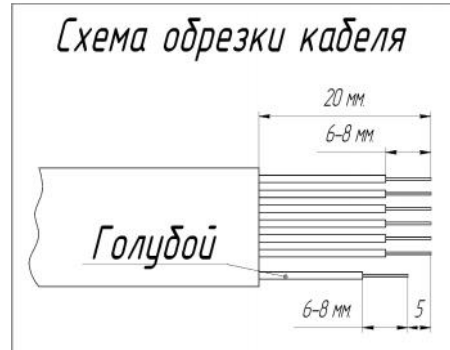 Схема обрезки кабеля
20 мм.
6-8 мм.
Голубой
6-8 мм. 5